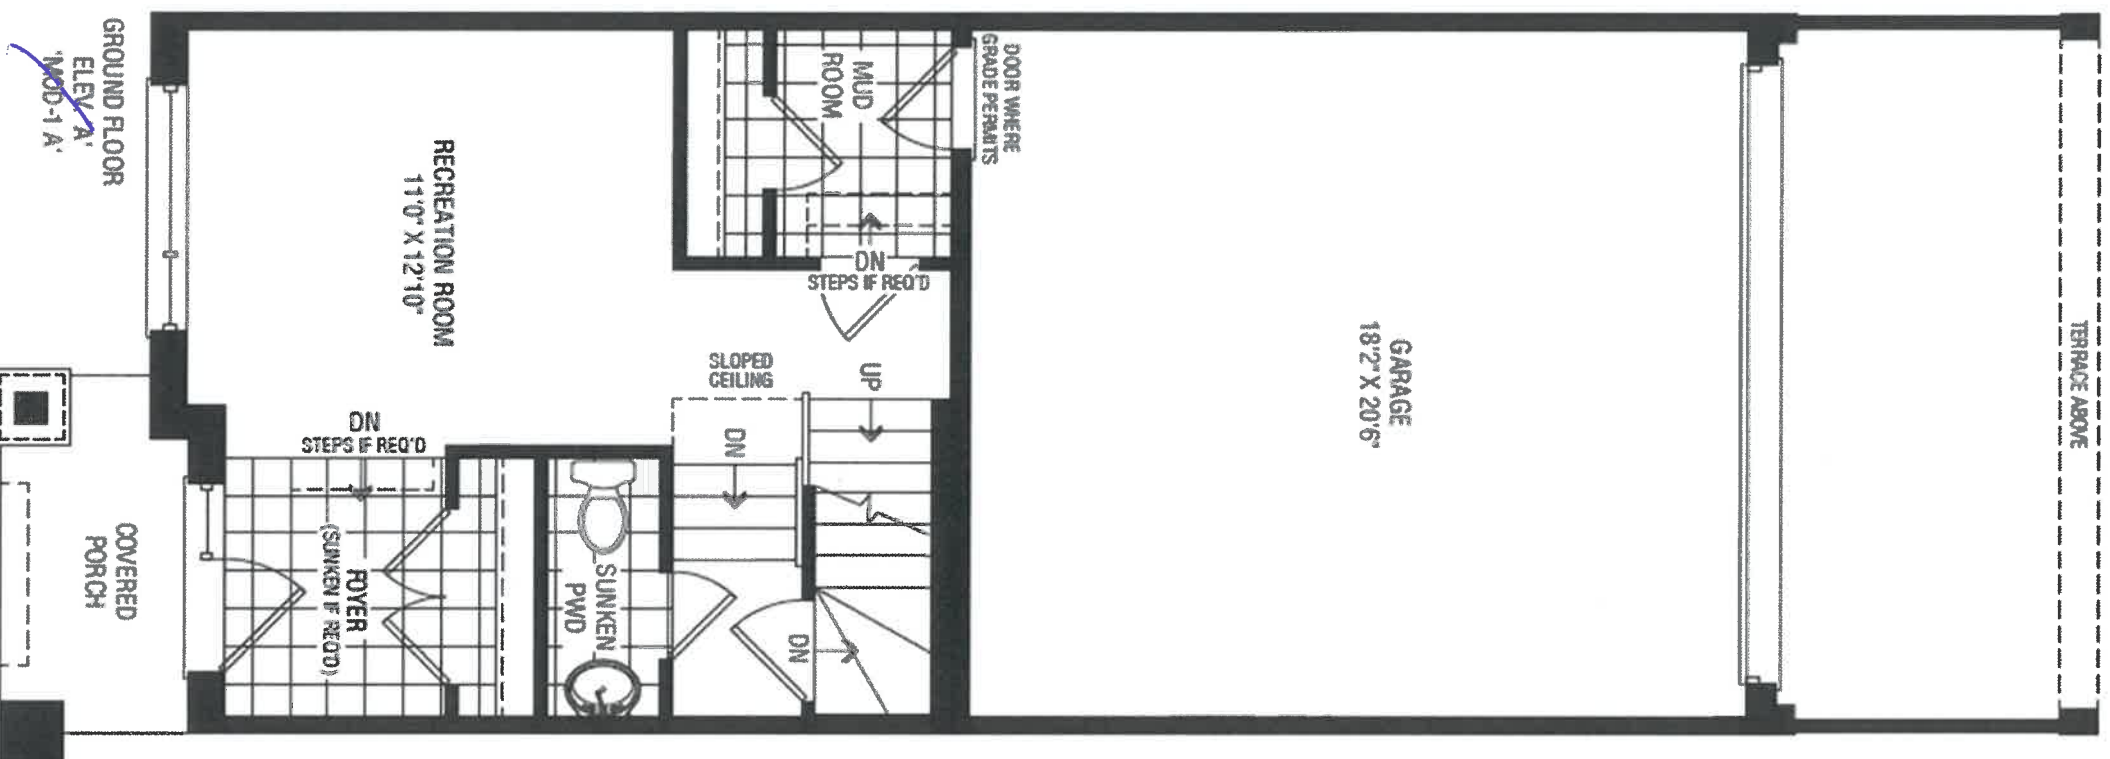 TERRACE ABOVE
GARAGE
18'2" X 20'6"
DOOR WHERE
GRADE PERMITS
MUD
ROOM
DN
STEPS IF REQ'D
UP
SLOPED
CEILING
DN
DN
SUNKEN
PWD
RECREATION ROOM
11'0" X 12'10"
DN
STEPS IF REQ'D
FOYER
(SUNKEN IF REQ'D)
COVERED
PORCH
GROUND FLOOR
ELEV 'A'
'MOD-1 A'